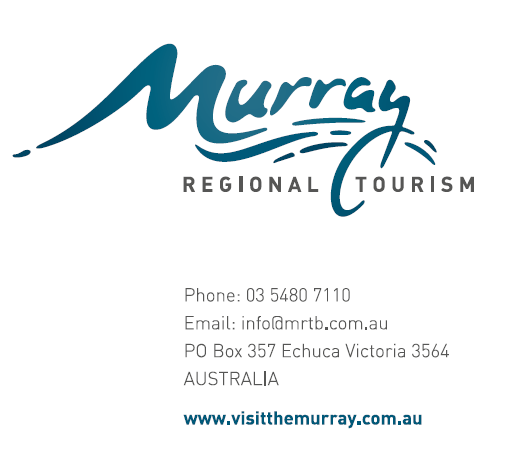 Murray
REGIONAL TOURISM
Phone: 03 5480 7110
Email: info@mrtb.com.au
PO Box 357 Echuca Victoria 3564
AUSTRALIA
www.visitthemurray.com.au